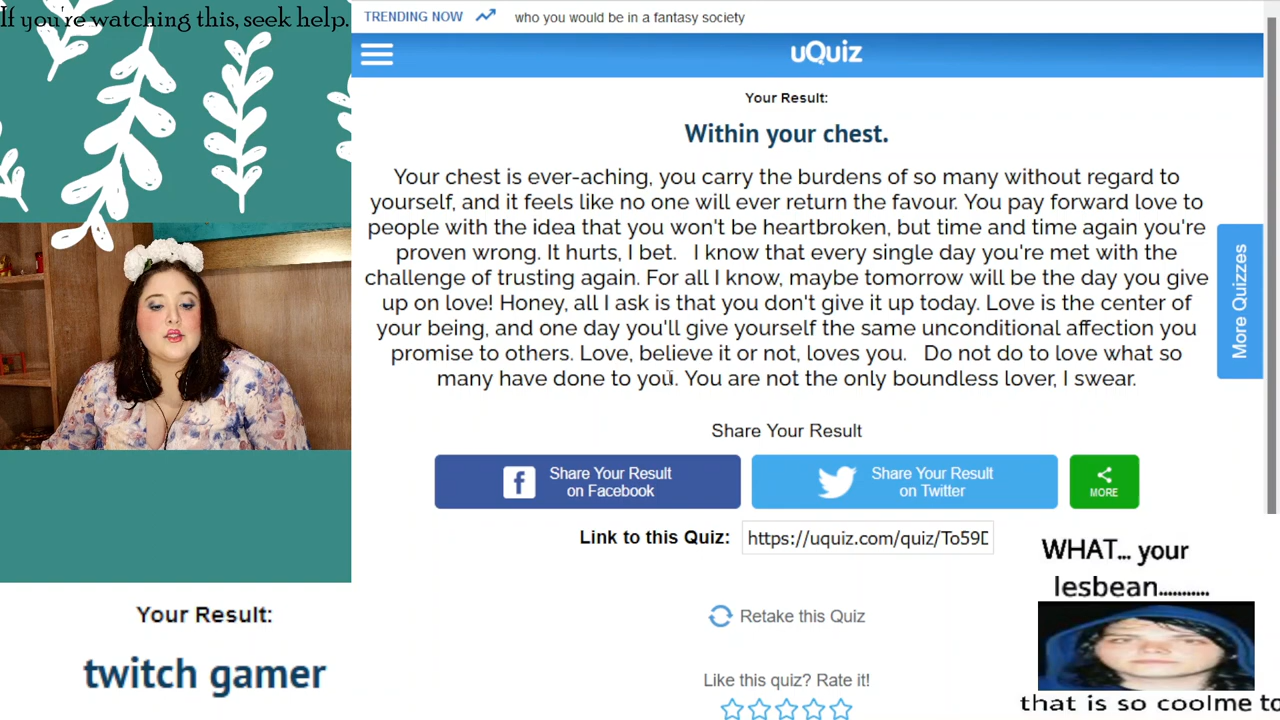 If you're watching this, seek help.
TRENDING NOW who you would be in a fantasy society
uQuiz
Your Result:
Within your chest.
Your chest is ever-aching, you carry the burdens of so many without regard to
yourself, and it feels like no one will ever return the favour. You pay forward love to
people with the idea that you won't be heartbroken, but time and time again you're
proven wrong. It hurts, I bet. I know that every single day you're met with the
challenge of trusting again. For all I know, maybe tomorrow will be the day you give
up on love! Honey, all I ask is that you don't give it up today. Love is the center of
your being, and one day you'll give yourself the same unconditional affection you
promise to others. Love, believe it or not, loves you. Do not do to love what so
many have done to you. You are not the only boundless lover, I swear.
More Quizzes
Share Your Result
Share Your Result
on Facebook
Share Your Result
on Twitter
MORE
Link to this Quiz: https://uquiz.com/quiz/To59D
Retake this Quiz
Like this quiz? Rate it!
Your Result:
twitch gamer
WHAT... your
lesbean...........
that is so coolme to